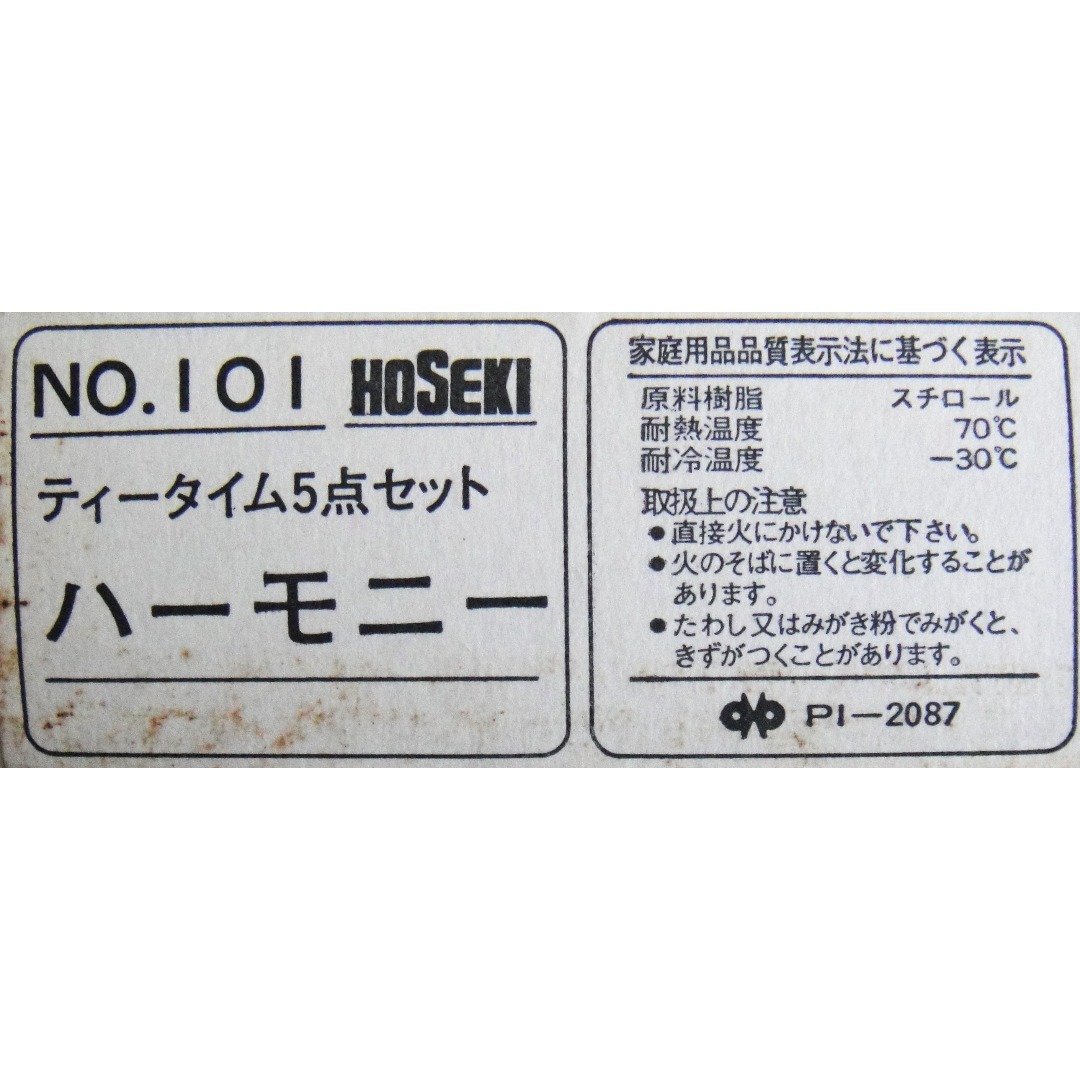 NO.101 HOSEKI
ティータイム5点セット
ハーモニー
家庭用品品質表示法に基づく表示
原料樹脂 スチロール
耐熱温度 70℃
耐冷温度 −30℃
取扱上の注意
●直接火にかけないで下さい。
●火のそばに置くと変化することが
あります。
●たわし又はみがき粉でみがくと、
きずがつくことがあります。
PI−2087